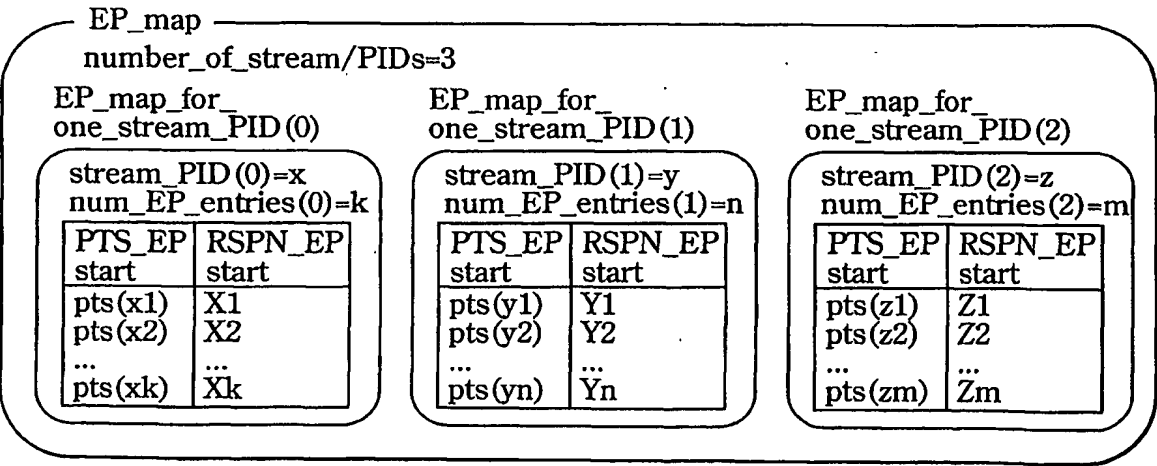 EP_map
number_of_stream/PIDs=3
EP_map_for_
one_stream_PID(0)
stream_PID(0)=x
num_EP_entries(0)=k
PTS_EP RSPN_EP
start start
pts(x1) X1
pts(x2) X2
... ...
pts(xk) Xk
EP_map_for_
one_stream_PID(1)
stream_PID(1)=y
num_EP_entries(1)=n
PTS_EP RSPN_EP
start start
pts(y1) Y1
pts(y2) Y2
... ...
pts(yn) Yn
EP_map_for_
one_stream_PID(2)
stream_PID(2)=z
num_EP_entries(2)=m
PTS_EP RSPN_EP
start start
pts(z1) Z1
pts(z2) Z2
... ...
pts(zm) Zm